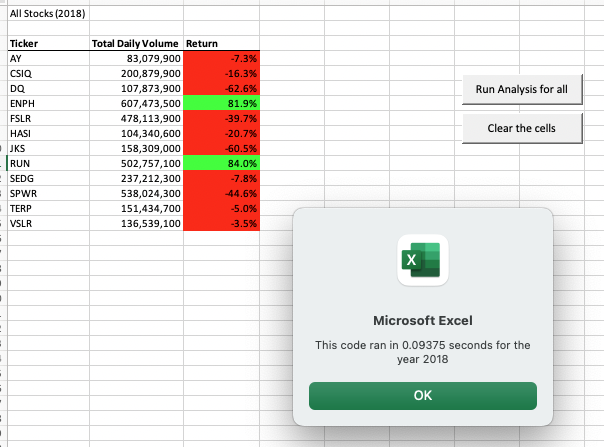 All Stocks (2018)
Ticker Total Daily Volume Return
AY 83,079,900 -7.3%
CSIQ 200,879,900 -16.3%
DQ 107,873,900 -62.6%
ENPH 607,473,500 81.9%
FSLR 478,113,900 -39.7%
HASI 104,340,600 -20.7%
JKS 158,309,000 -60.5%
RUN 502,757,100 84.0%
SEDG 237,212,300 -7.8%
SPWR 538,024,300 -44.6%
TERP 151,434,700 -5.0%
VSLR 136,539,100 -3.5%
Run Analysis for all
Clear the cells
X
Microsoft Excel
This code ran in 0.09375 seconds for the
year 2018
OK